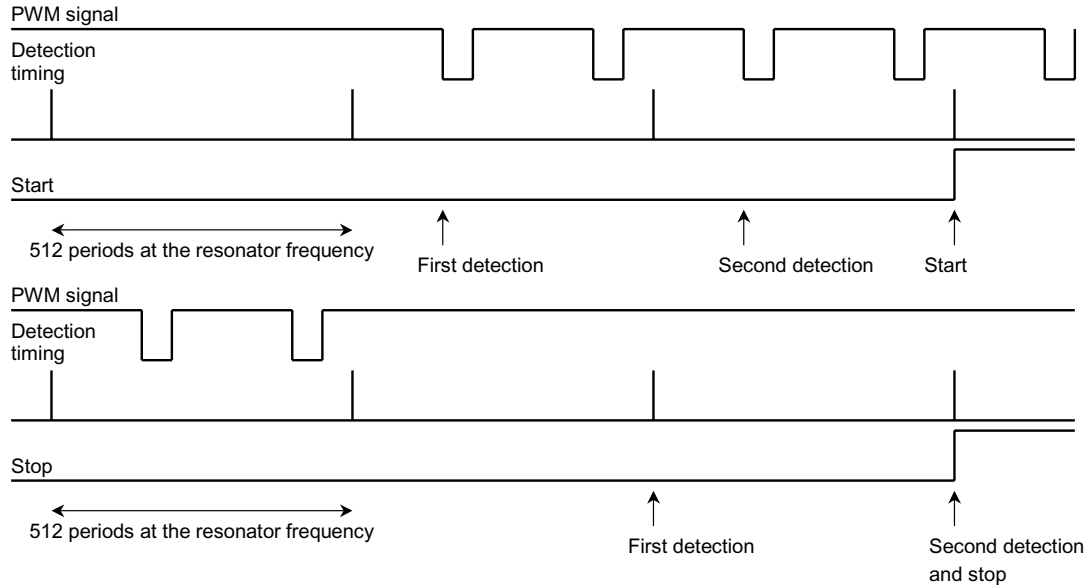 PWM signal
Detection
timing
Start
512 periods at the resonator frequency
First detection
Second detection
Start
PWM signal
Detection
timing
Stop
512 periods at the resonator frequency
First detection
Second detection
and stop